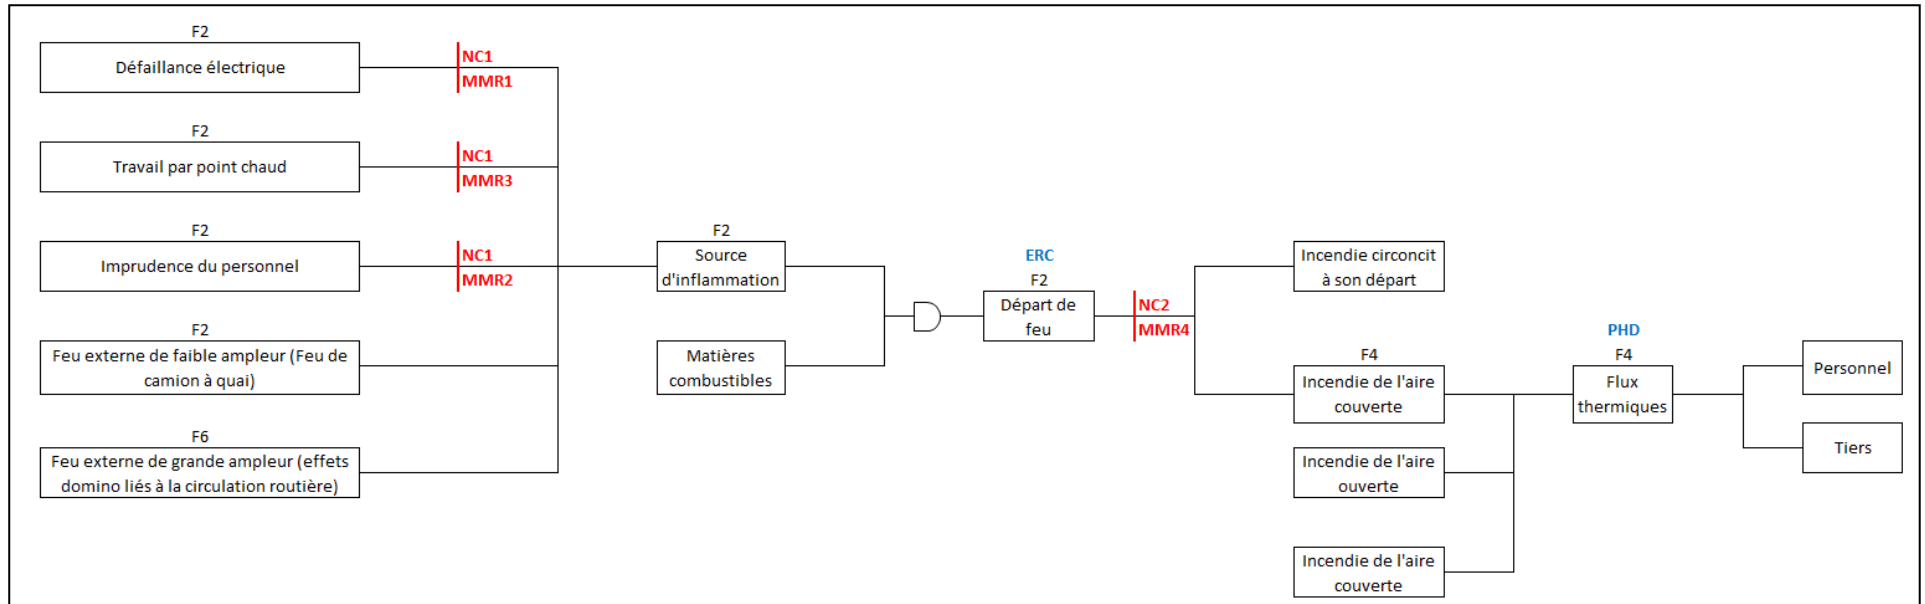 F2
Défaillance électrique
NC1
MMR1
F2
Travail par point chaud
NC1
MMR3
F2
Imprudence du personnel
NC1
MMR2
F2
Feu externe de faible ampleur (Feu de
camion à quai)
F6
Feu externe de grande ampleur (effets
domino liés à la circulation routière)
F2
Source
d'inflammation
Matières
combustibles
ERC
F2
Départ de
feu
NC2
MMR4
Incendie circoncit
à son départ
F4
Incendie de l'aire
couverte
Incendie de l'aire
ouverte
Incendie de l'aire
couverte
PHD
F4
Flux
thermiques
Personnel
Tiers